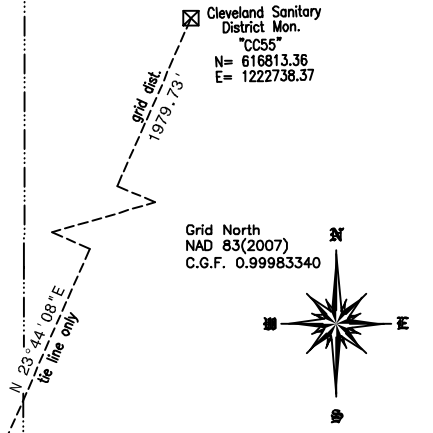 Cleveland Sanitary
District Mon.
"CC55"
N= 616813.36
E= 1222738.37
grid dist.
1979.73'
Grid North
NAD 83(2007)
C.G.F. 0.99983340
N
W
E
S
N 23°44'08"E
tie line only